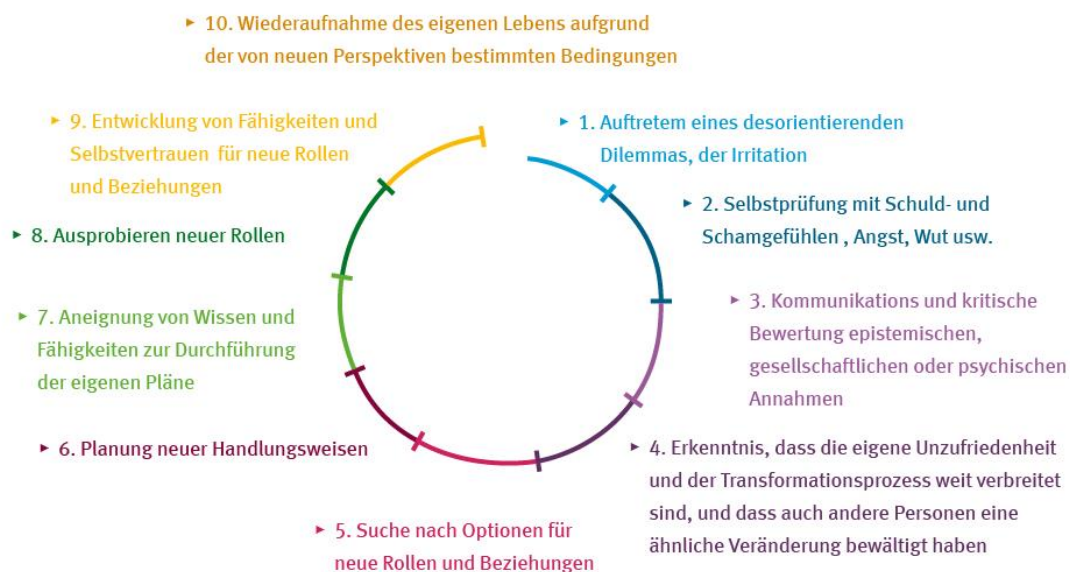 ▸ 10. Wiederaufnahme des eigenen Lebens aufgrund
der von neuen Perspektiven bestimmten Bedingungen
▸ 1. Auftretem eines desorientierenden
Dilemmas, der Irritation
▸ 2. Selbstprüfung mit Schuld- und
Schamgefühlen , Angst, Wut usw.
▸ 3. Kommunikations und kritische
Bewertung epistemischen,
gesellschaftlichen oder psychischen
Annahmen
▸ 4. Erkenntnis, dass die eigene Unzufriedenheit
und der Transformationsprozess weit verbreitet
sind, und dass auch andere Personen eine
ähnliche Veränderung bewältigt haben
▸ 5. Suche nach Optionen für
neue Rollen und Beziehungen
▸ 6. Planung neuer Handlungsweisen
▸ 7. Aneignung von Wissen und
Fähigkeiten zur Durchführung
der eigenen Pläne
▸ 8. Ausprobieren neuer Rollen
▸ 9. Entwicklung von Fähigkeiten und
Selbstvertrauen für neue Rollen
und Beziehungen